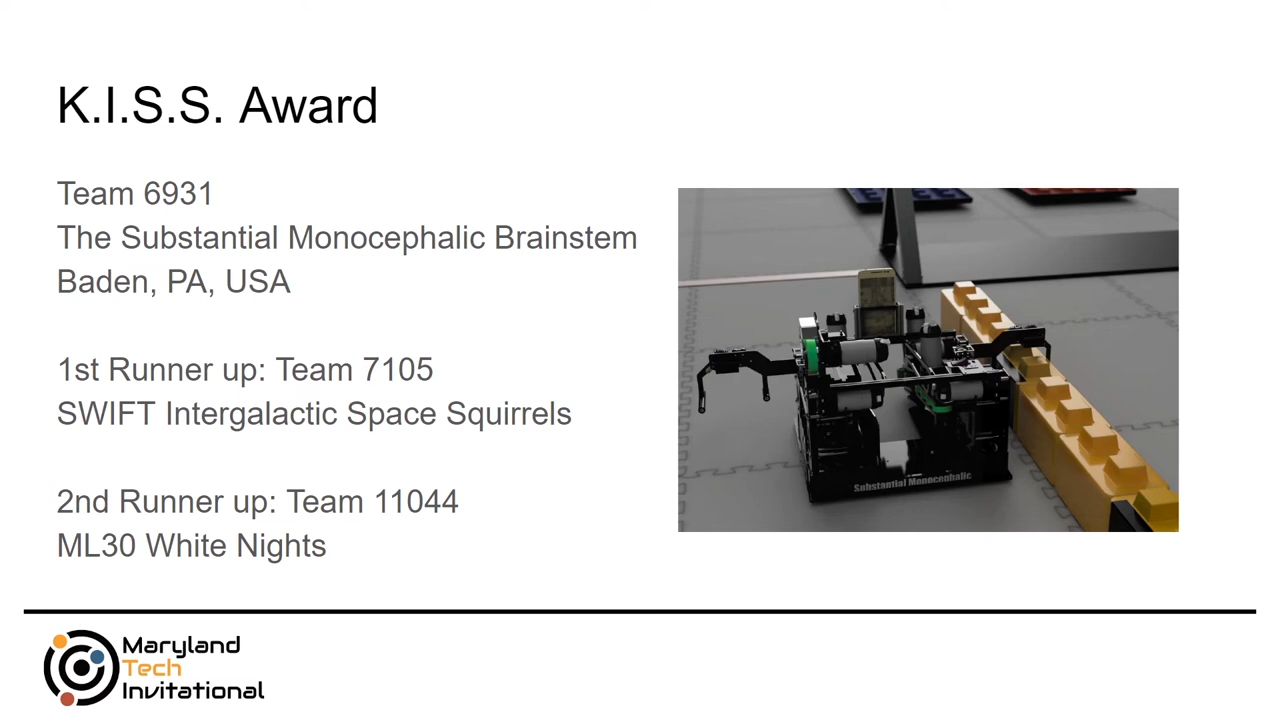 K.I.S.S. Award
Team 6931
The Substantial Monocephalic Brainstem
Baden, PA, USA
1st Runner up: Team 7105
SWIFT Intergalactic Space Squirrels
2nd Runner up: Team 11044
ML30 White Nights
Substantial Monocephalic
Maryland
Tech
Invitational